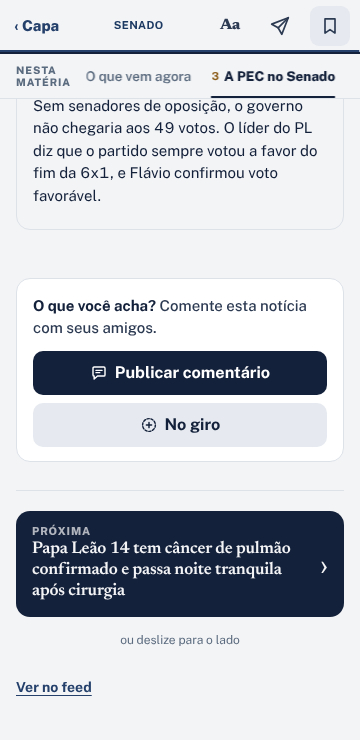 ‹ Capa
SENADO
Aa
NESTA
MATÉRIA
O que vem agora
3 A PEC no Senado
Sem senadores de oposição, o governo
não chegaria aos 49 votos. O líder do PL
diz que o partido sempre votou a favor do
fim da 6x1, e Flávio confirmou voto
favorável.
O que você acha? Comente esta notícia
com seus amigos.
Publicar comentário
No giro
PRÓXIMA
Papa Leão 14 tem câncer de pulmão
confirmado e passa noite tranquila
após cirurgia
›
ou deslize para o lado
Ver no feed